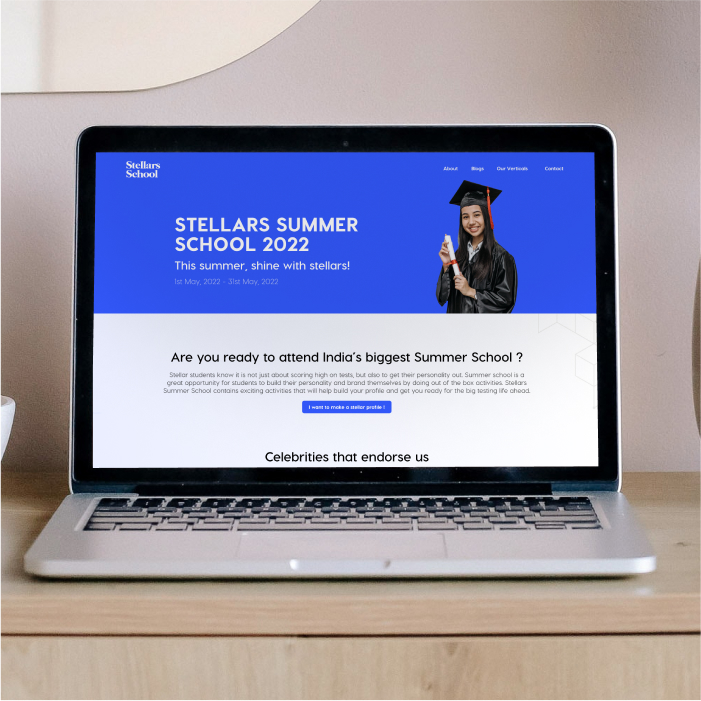 Stellars
School
About Blogs Our Verticals Contact
STELLARS SUMMER
SCHOOL 2022
This summer, shine with stellars!
1st May, 2022 - 31st May, 2022
Are you ready to attend India's biggest Summer School ?
Stellar students know it is not just about scoring high on tests, but also to get their personality out. Summer school is a
great opportunity for students to build their personality and brand themselves by doing out of the box activities. Stellars
Summer School contains exciting activities that will help build your profile and get you ready for the big testing life ahead.
I want to make a stellar profile !
Celebrities that endorse us